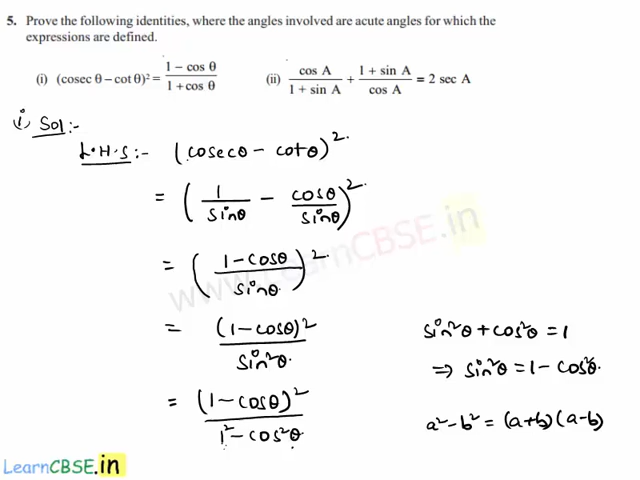 5. Prove the following identities, where the angles involved are acute angles for which the
expressions are defined.
(i) (cosec θ – cot θ)² = (1 – cos θ)/(1 + cos θ)
(ii) cos A/(1 + sin A) + (1 + sin A)/cos A = 2 sec A
i) Sol:-
L.H.S:- (cosecθ – cotθ)²
= (1/sinθ – cosθ/sinθ)²
= ((1 – cosθ)/sinθ)²
= (1 – cosθ)²/sin²θ.
sin²θ + cos²θ = 1
⇒ sin²θ = 1 – cos²θ.
= (1 – cosθ)²/(1² – cos²θ)
a² – b² = (a+b)(a-b)
www.LearnCBSE.in
LearnCBSE.in